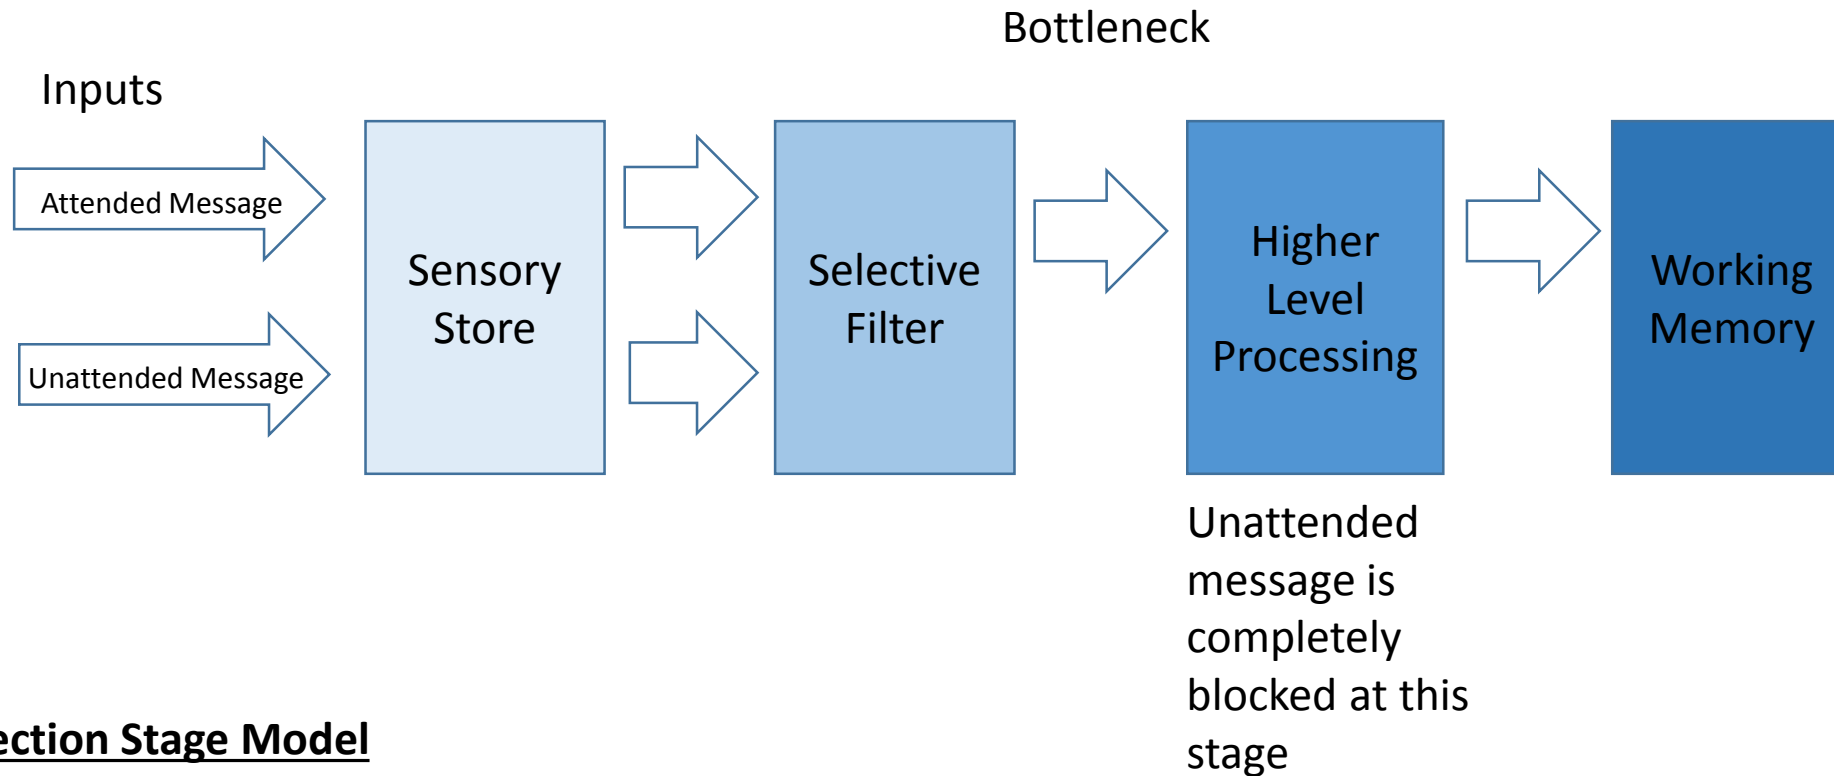 Bottleneck
Inputs
Attended Message
Unattended Message
Sensory
Store
Selective
Filter
Higher
Level
Processing
Working
Memory
Unattended
message is
completely
blocked at this
stage
ection Stage Model